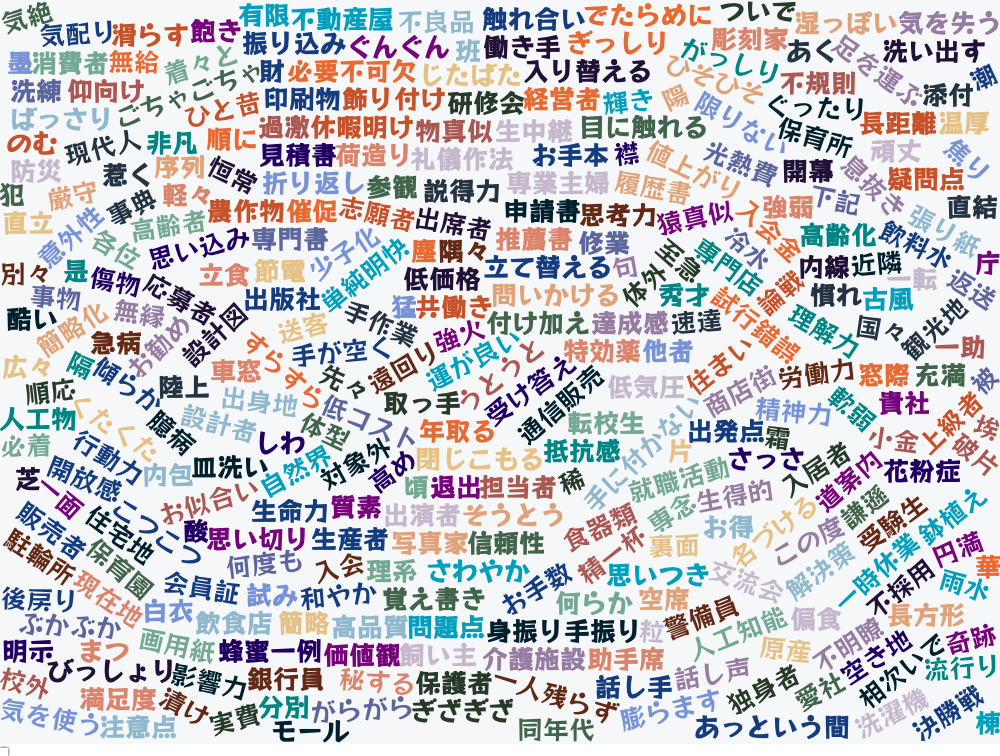 気絶
気配り
滑らす
飽き
有限
不動産屋
不良品
触れ合い
でたらめに
ついで
湿っぽい
気を失う
墨
消費者
無給
着々と
振り込み
ぐんぐん
班
働き手
ぎっしり
がっしり
彫刻家
あく
足を運ぶ
洗い出す
洗練
仰向け
ごちゃごちゃ
財
必要不可欠
じたばた
入り替える
ひそひそ
不規則
添付
潮
ばっさり
ひと昔
印刷物
飾り付け
研修会
経営者
輝き
陽
限りない
ぐったり
のむ
現代人
非凡
順に
過激
休暇明け
物真似
生中継
目に触れる
保育所
長距離
温厚
防災
惹く
序列
恒常
見積書
荷造り
礼儀作法
お手本
襟
値上がり
光熱費
開幕
息抜き
頑丈
焦り
疑問点
犯
厳守
事典
軽々
折り返し
参観
説得力
専業主婦
履歴書
下記
張り紙
直結
直立
意外性
各位
高齢者
農作物
催促
志願者
出席者
申請書
思考力
猿真似
入会金
強弱
高齢化
飲料水
思い込み
専門書
少子化
単純明快
塵
隅々
推薦書
修業
至急
専門店
冷水
内線
近隣
一転
庁
別々
是
傷物
応募者
立食
節電
低価格
立て替える
句
体外
秀才
試行錯誤
慣れ
古風
返送
事物
無縁
図
出版社
猛
共働き
問いかける
理解力
国々
観光地
酷い
簡略化
お勧め
設計図
送客
手作業
強火
付け加え
達成感
速達
一助
急病
すらすら
手が空く
遠回り
運が良い
うとうと
特効薬
他者
住まい
労働力
窓際
充満
被
広々
隔
傾らか
車窓
先々
受け答え
通信販売
低気圧
商店街
軟弱
貴社
順応
陸上
出身地
取っ手
低コスト
人工物
くたくた
臆病
設計者
しわ
体型
年取る
転校生
手に付かない
出発点
霜
精神力
小金
上級者
埃
破片
必着
行動力
内包
皿洗い
自然界
対象外
高め
閉じこもる
抵抗感
片
さっさ
入居者
道案内
花粉症
芝
一面
開放感
お似合い
頃
退出
担当者
稀
就職活動
生命力
質素
出演者
そうとう
食器類
専念
生得的
名づける
謙遜
受験生
鉢植え
販売者
住宅地
こつこつ
酸
思い切り
生産者
写真家
信頼性
精一杯
裏面
お得
この度
一時休業
円満
駐輪所
保育園
何度も
入会
理系
さわやか
お手数
思いつき
交流会
解決策
不採用
雨水
華
後戻り
現在地
会員証
白衣
試み
和やか
覚え書き
何らか
空席
警備員
人工知能
偏食
長方形
ぶかぶか
画用紙
飲食店
簡略
高品質
問題点
身振り手振り
粒
原産
不明瞭
空き地
奇跡
明示
まつ
蜂蜜
一例
価値観
飼い主
介護施設
助手席
話し声
相次いで
流行り
校外
びっしょり
影響力
銀行員
秘する
保護者
一人残らず
話し手
独身者
愛社
満足度
漬け
気を使う
注意点
実費
分別
がらがら
ぎざぎざ
モール
同年代
膨らます
あっという間
洗濯機
決勝戦
棟